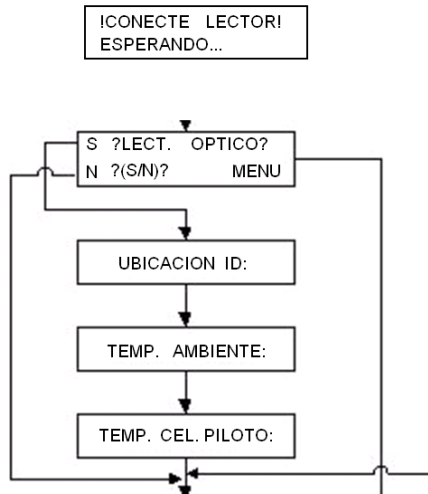 !CONECTE LECTOR!
ESPERANDO...
S ?LECT. OPTICO?
N ?(S/N)? MENU
UBICACION ID:
TEMP. AMBIENTE:
TEMP. CEL. PILOTO: